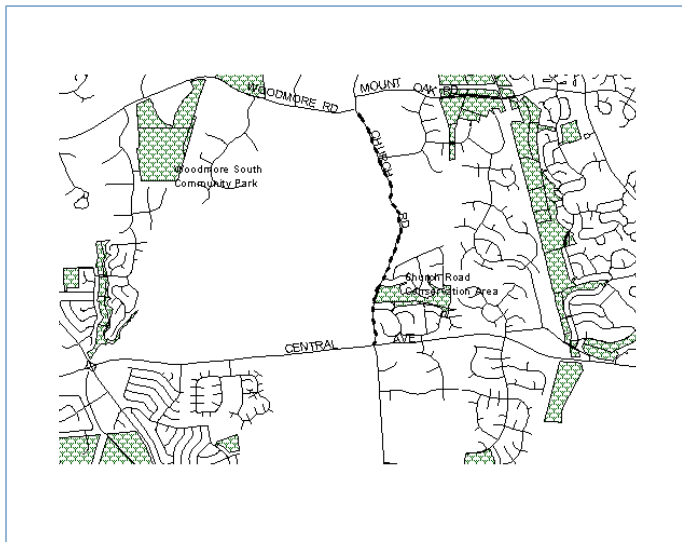 WOODMORE RD
MOUNT OAK RD
CHURCH RD
Woodmore South
Community Park
Church Road
Conservation Area
CENTRAL AVE